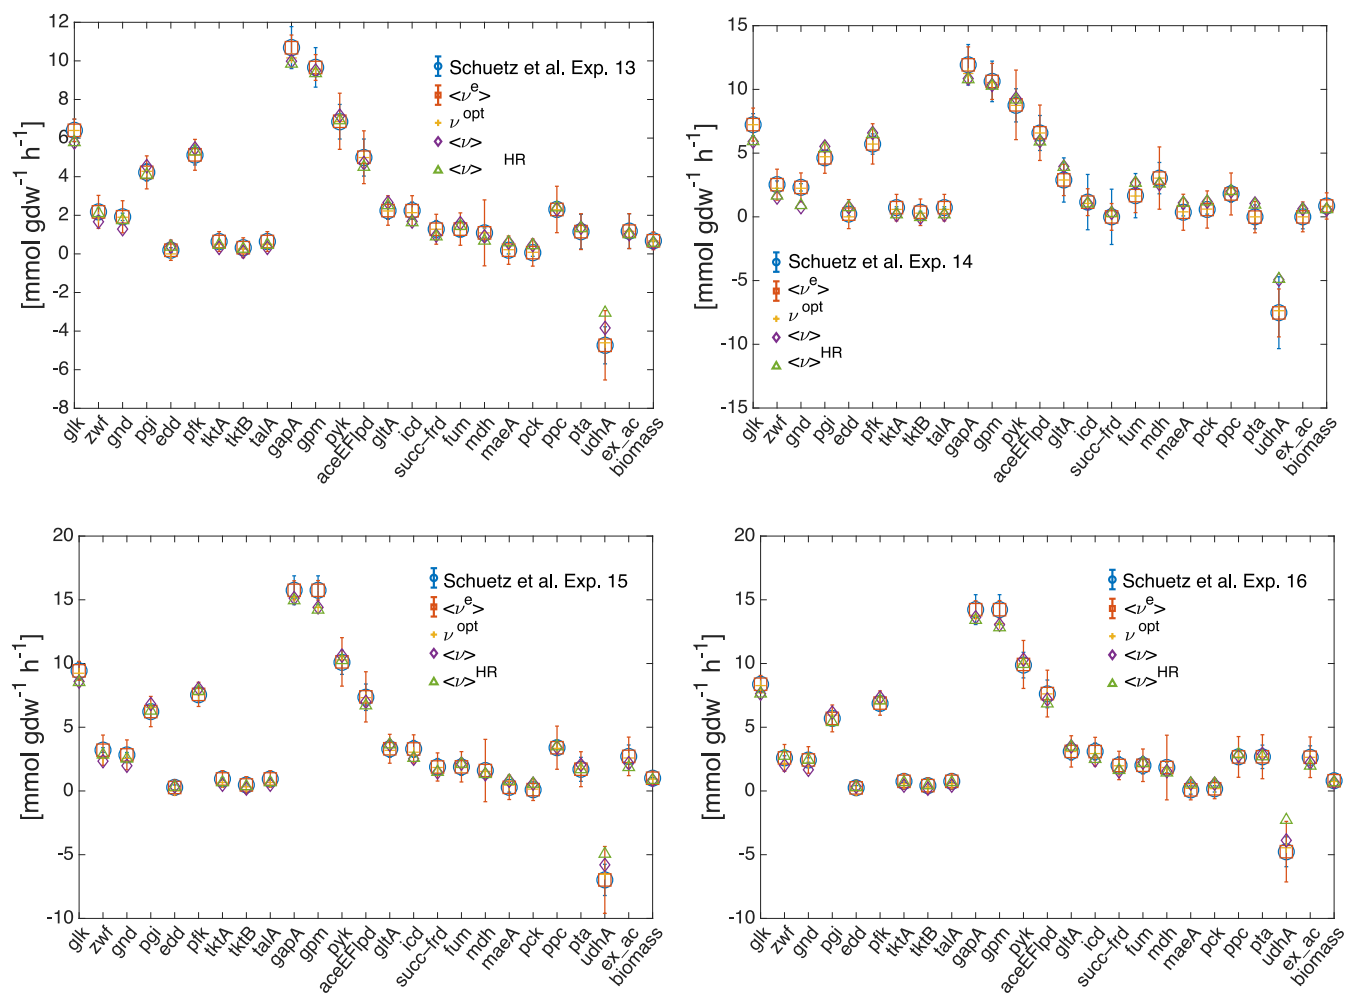 12
10
8
6
4
2
0
-2
-4
-6
-8
[mmol gdw⁻¹ h⁻¹]
Schuetz et al. Exp. 13
<νᵉ>
ν ᵒᵖᵗ
<ν>
<ν> ᴴᴿ
glk zwf gnd pgi edd pfk tktA tktB talA gapA gpm pyk aceEFlpd gltA icd succ-frd fum mdh maeA pck ppc pta udhA ex_ac biomass
15
10
5
0
-5
-10
-15
[mmol gdw⁻¹ h⁻¹]
Schuetz et al. Exp. 14
<νᵉ>
ν ᵒᵖᵗ
<ν>
<ν>ᴴᴿ
glk zwf gnd pgi edd pfk tktA tktB talA gapA gpm pyk aceEFlpd gltA icd succ-frd fum mdh maeA pck ppc pta udhA ex_ac biomass
20
15
10
5
0
-5
-10
[mmol gdw⁻¹ h⁻¹]
Schuetz et al. Exp. 15
<νᵉ>
ν ᵒᵖᵗ
<ν>
<ν>ᴴᴿ
glk zwf gnd pgi edd pfk tktA tktB talA gapA gpm pyk aceEFlpd gltA icd succ-frd fum mdh maeA pck ppc pta udhA ex_ac biomass
20
15
10
5
0
-5
-10
[mmol gdw⁻¹ h⁻¹]
Schuetz et al. Exp. 16
<νᵉ>
ν ᵒᵖᵗ
<ν>
<ν>ᴴᴿ
glk zwf gnd pgi edd pfk tktA tktB talA gapA gpm pyk aceEFlpd gltA icd succ-frd fum mdh maeA pck ppc pta udhA ex_ac biomass